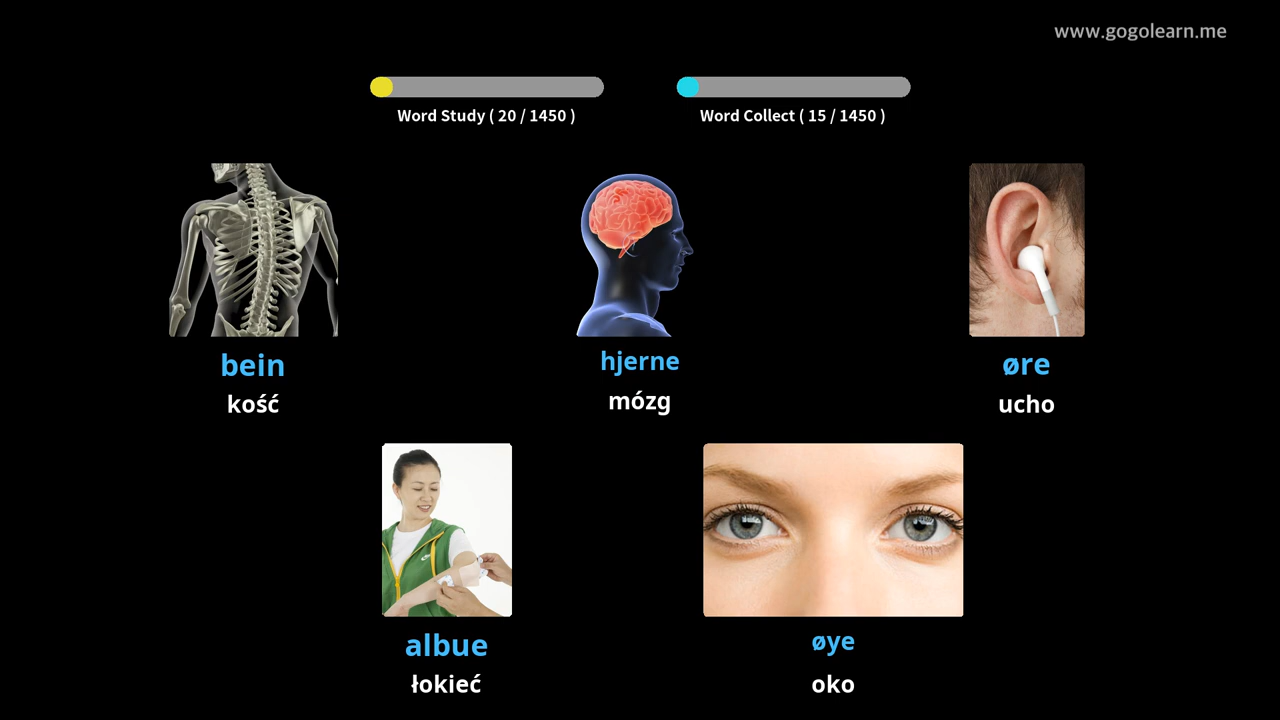 www.gogolearn.me
Word Study ( 20 / 1450 )
Word Collect ( 15 / 1450 )
bein
kość
hjerne
mózg
øre
ucho
albue
łokieć
øye
oko